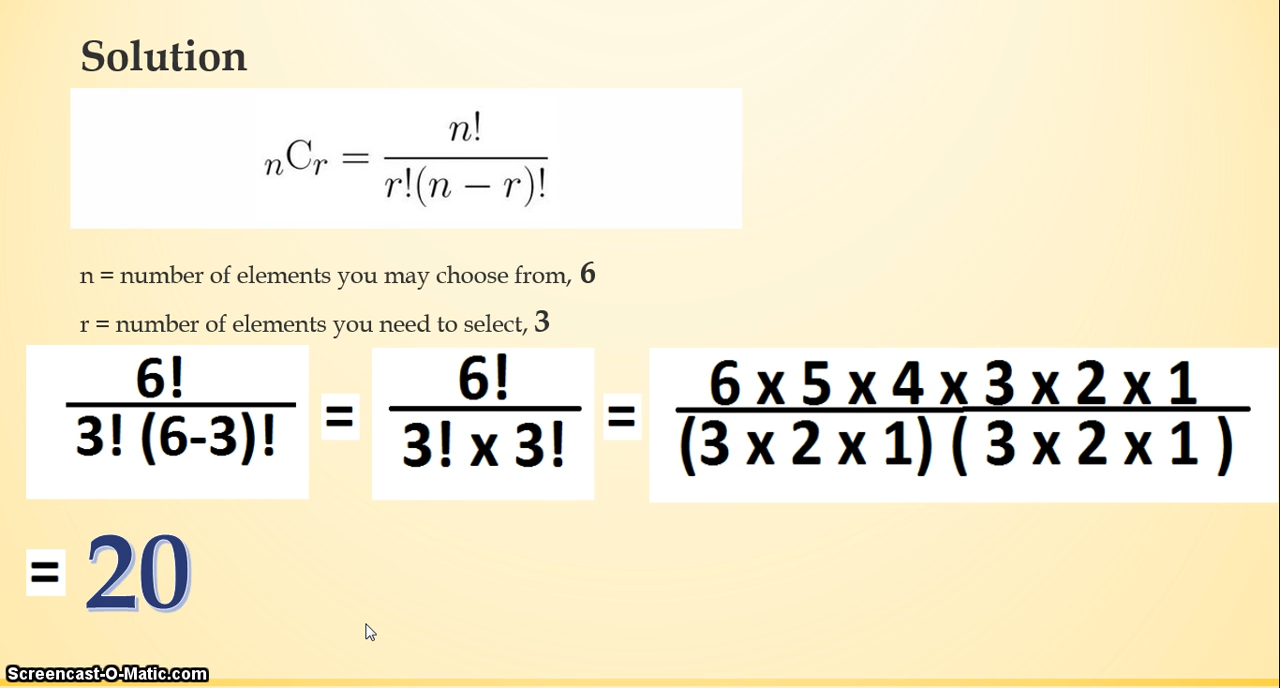 Solution
nCr = n! / r!(n − r)!
n = number of elements you may choose from, 6
r = number of elements you need to select, 3
6! / 3! (6-3)! = 6! / 3! x 3! = 6 x 5 x 4 x 3 x 2 x 1 / (3 x 2 x 1) ( 3 x 2 x 1 )
= 20
Screencast-O-Matic.com